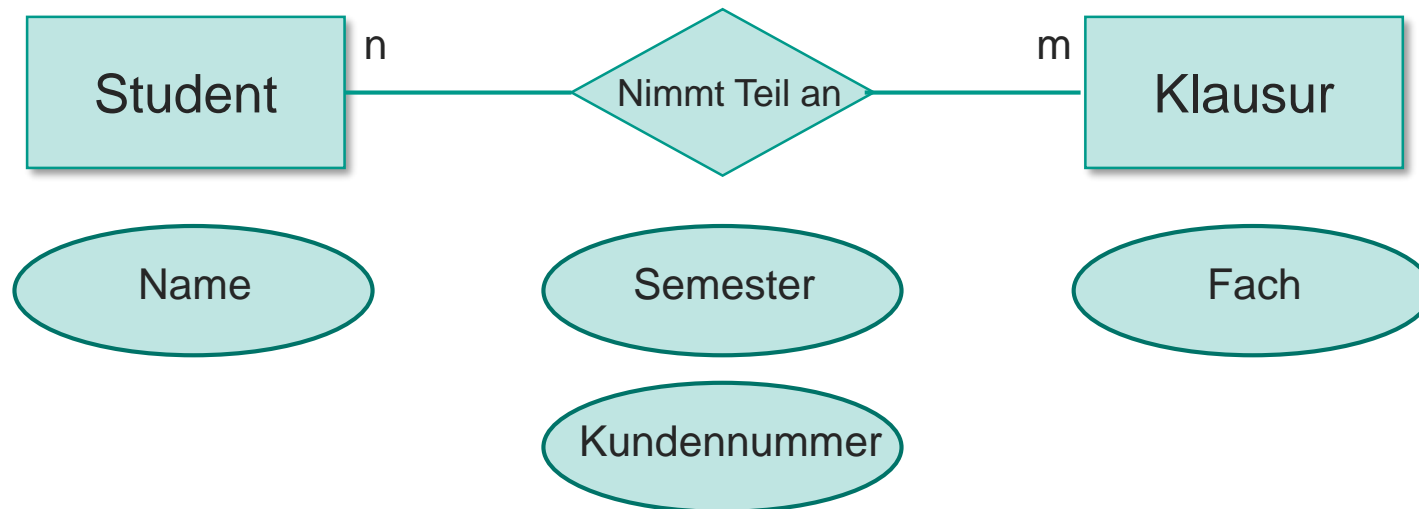 n
m
Student
Nimmt Teil an
Klausur
Name
Semester
Fach
Kundennummer